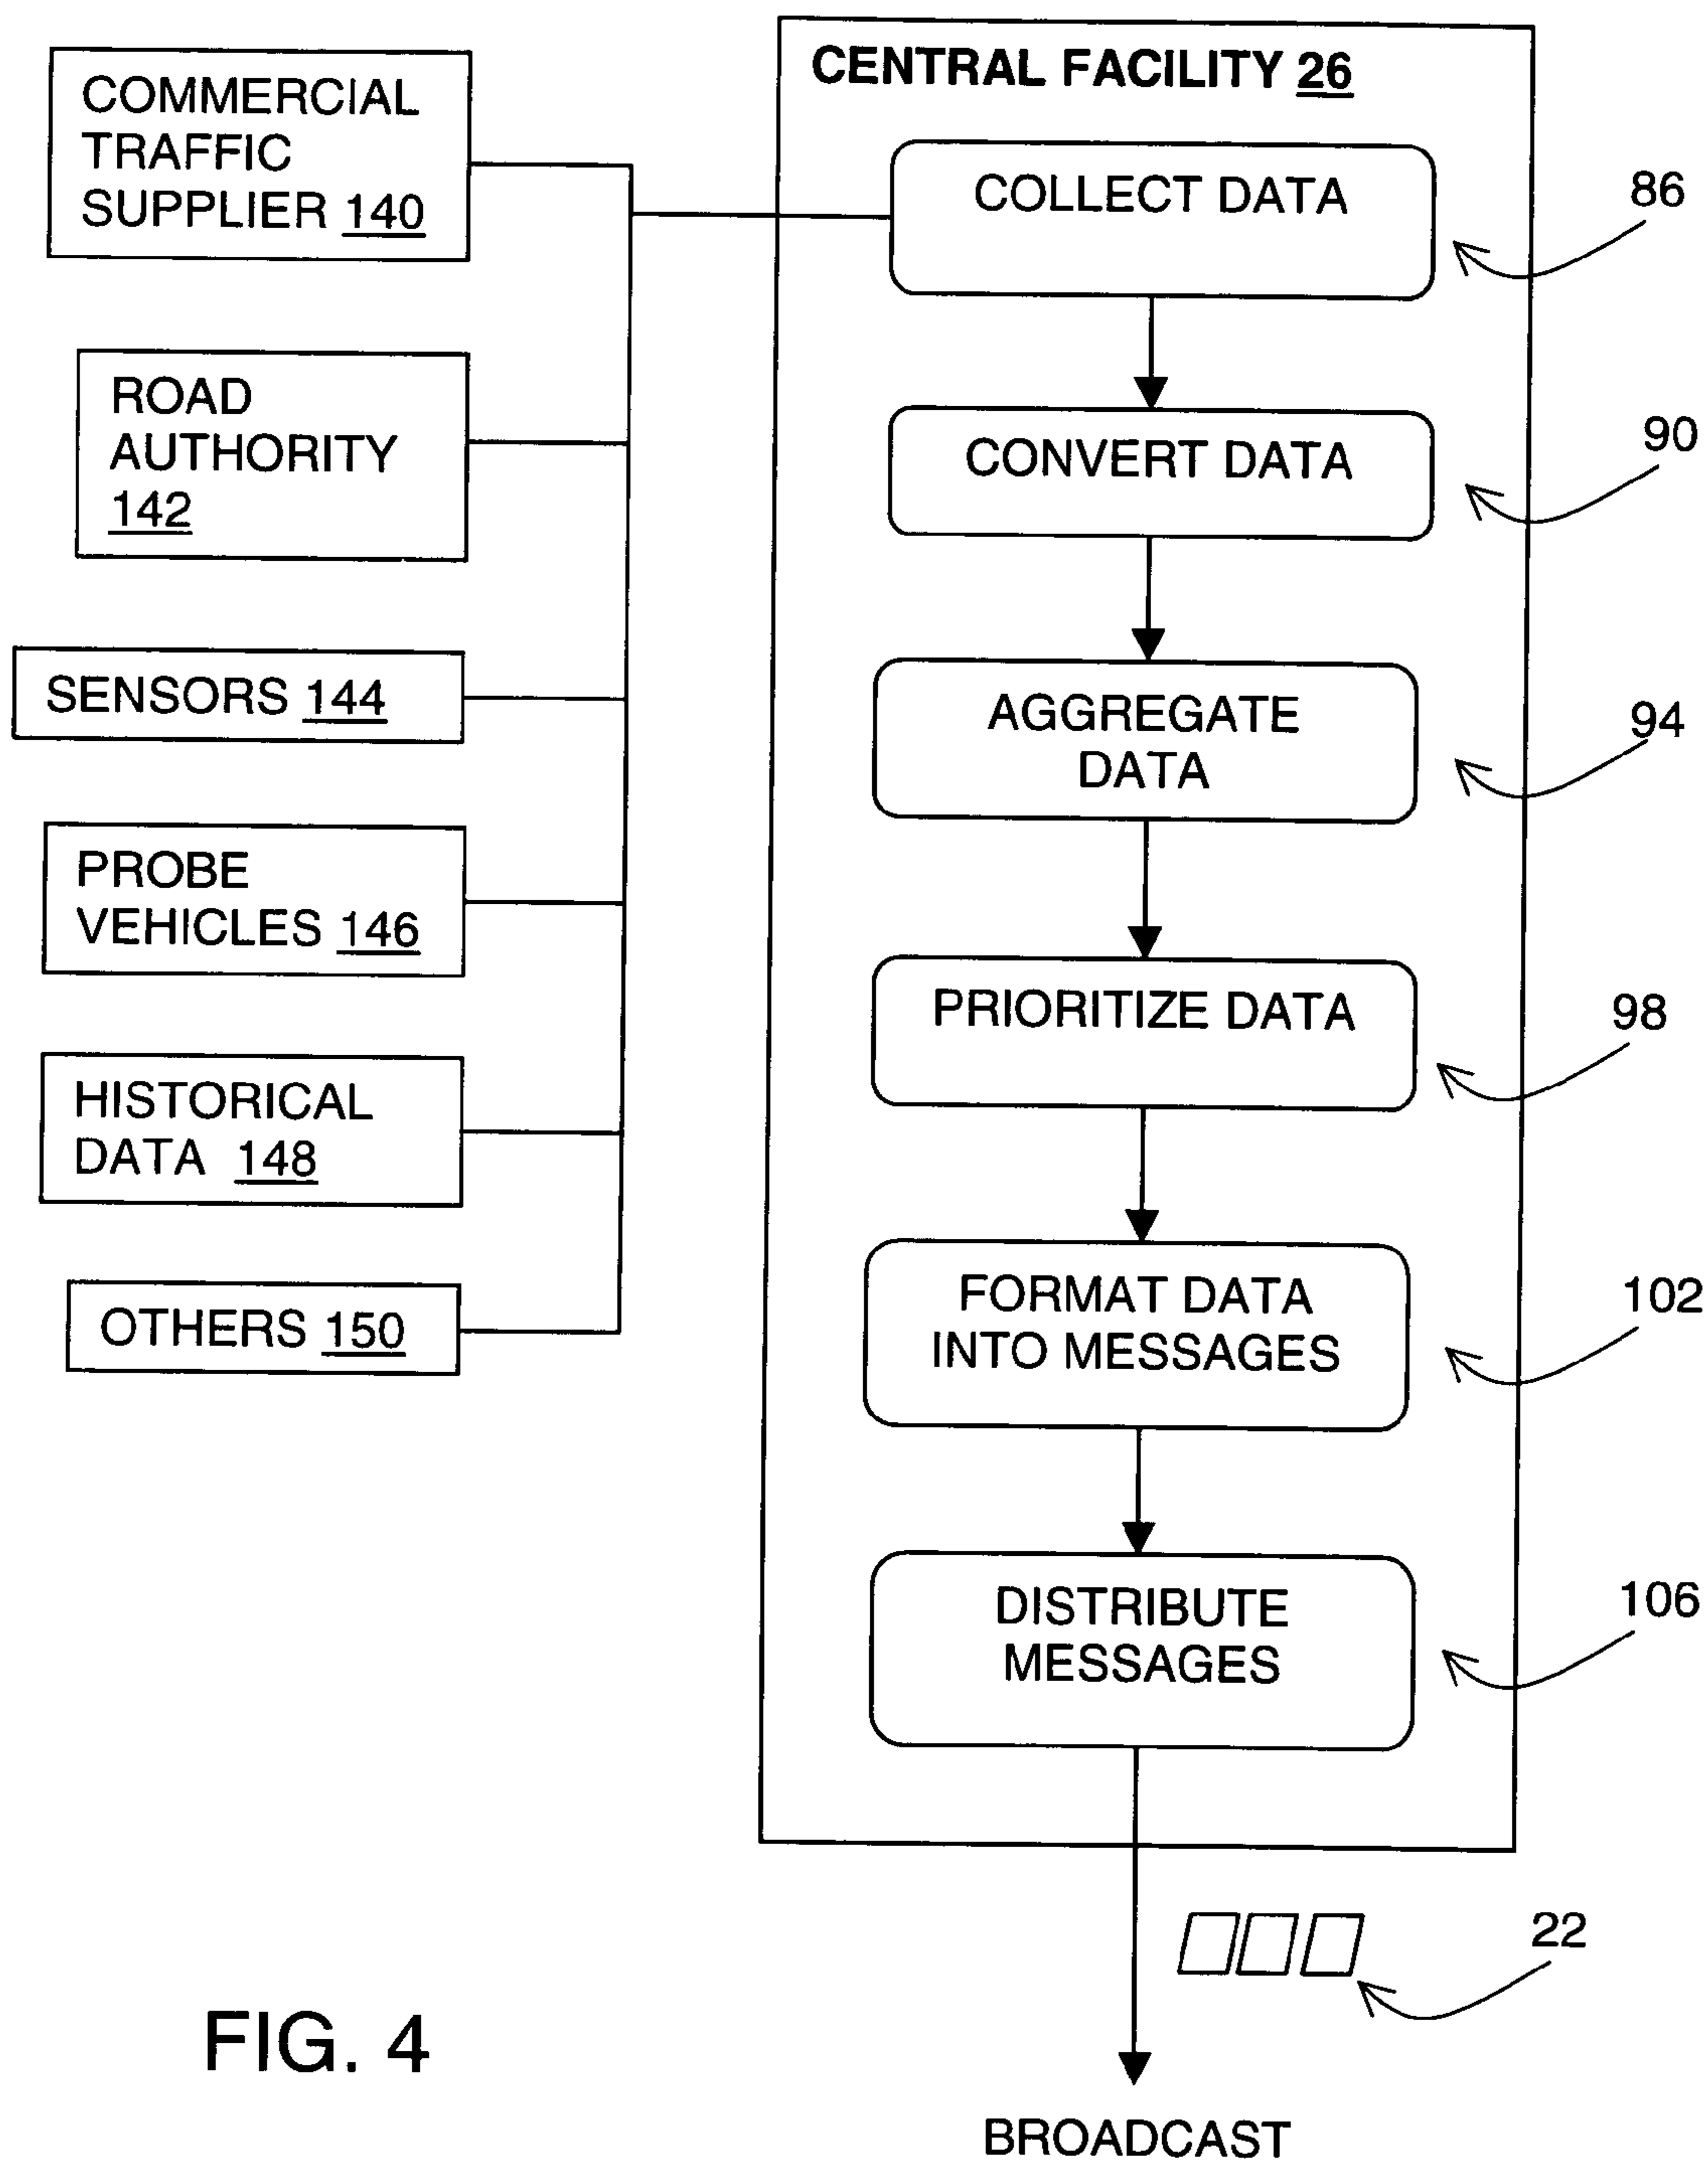 COMMERCIAL
TRAFFIC
SUPPLIER 140
ROAD
AUTHORITY
142
SENSORS 144
PROBE
VEHICLES 146
HISTORICAL
DATA 148
OTHERS 150
CENTRAL FACILITY 26
COLLECT DATA
86
CONVERT DATA
90
AGGREGATE
DATA
94
PRIORITIZE DATA
98
FORMAT DATA
INTO MESSAGES
102
DISTRIBUTE
MESSAGES
106
22
BROADCAST
FIG. 4